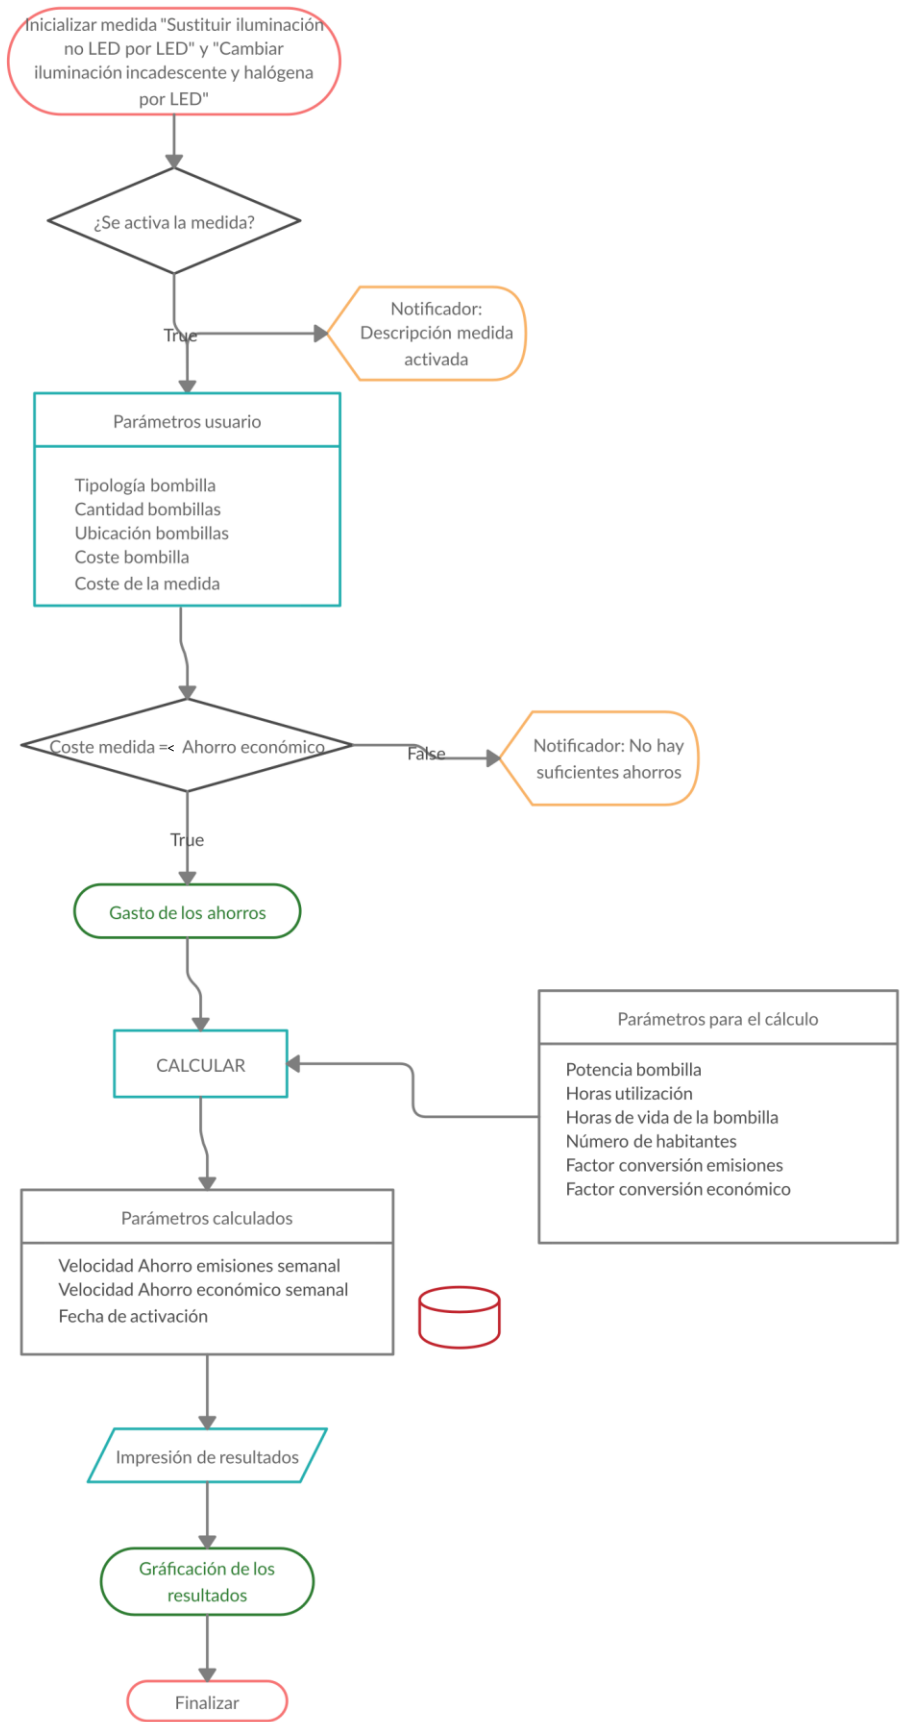 Inicializar medida "Sustituir iluminación
no LED por LED" y "Cambiar
iluminación incadescente y halógena
por LED"
¿Se activa la medida?
True
Notificador:
Descripción medida
activada
Parámetros usuario
Tipología bombilla
Cantidad bombillas
Ubicación bombillas
Coste bombilla
Coste de la medida
Coste medida =< Ahorro económico
False
Notificador: No hay
suficientes ahorros
True
Gasto de los ahorros
CALCULAR
Parámetros para el cálculo
Potencia bombilla
Horas utilización
Horas de vida de la bombilla
Número de habitantes
Factor conversión emisiones
Factor conversión económico
Parámetros calculados
Velocidad Ahorro emisiones semanal
Velocidad Ahorro económico semanal
Fecha de activación
Impresión de resultados
Gráficación de los
resultados
Finalizar